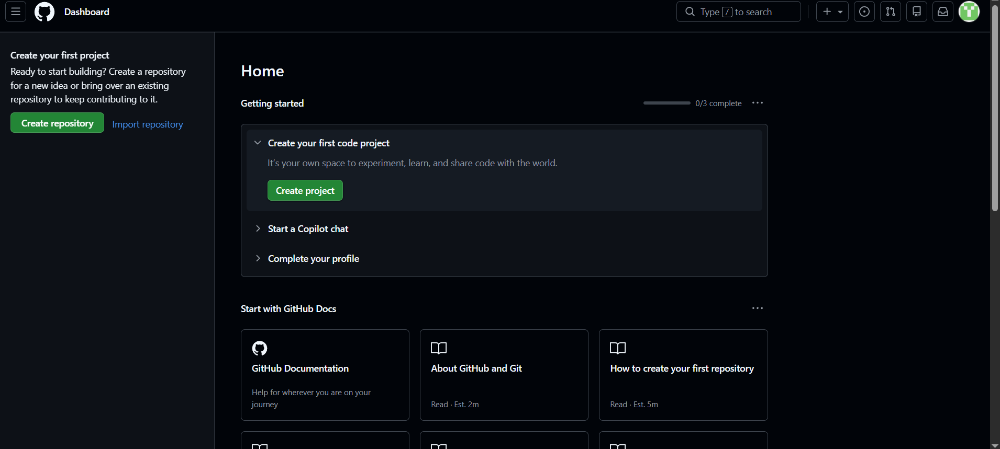 Dashboard
Type / to search
Create your first project
Ready to start building? Create a repository
for a new idea or bring over an existing
repository to keep contributing to it.
Create repository
Import repository
Home
Getting started
0/3 complete
Create your first code project
It's your own space to experiment, learn, and share code with the world.
Create project
Start a Copilot chat
Complete your profile
Start with GitHub Docs
GitHub Documentation
Help for wherever you are on your
journey
About GitHub and Git
Read · Est. 2m
How to create your first repository
Read · Est. 5m